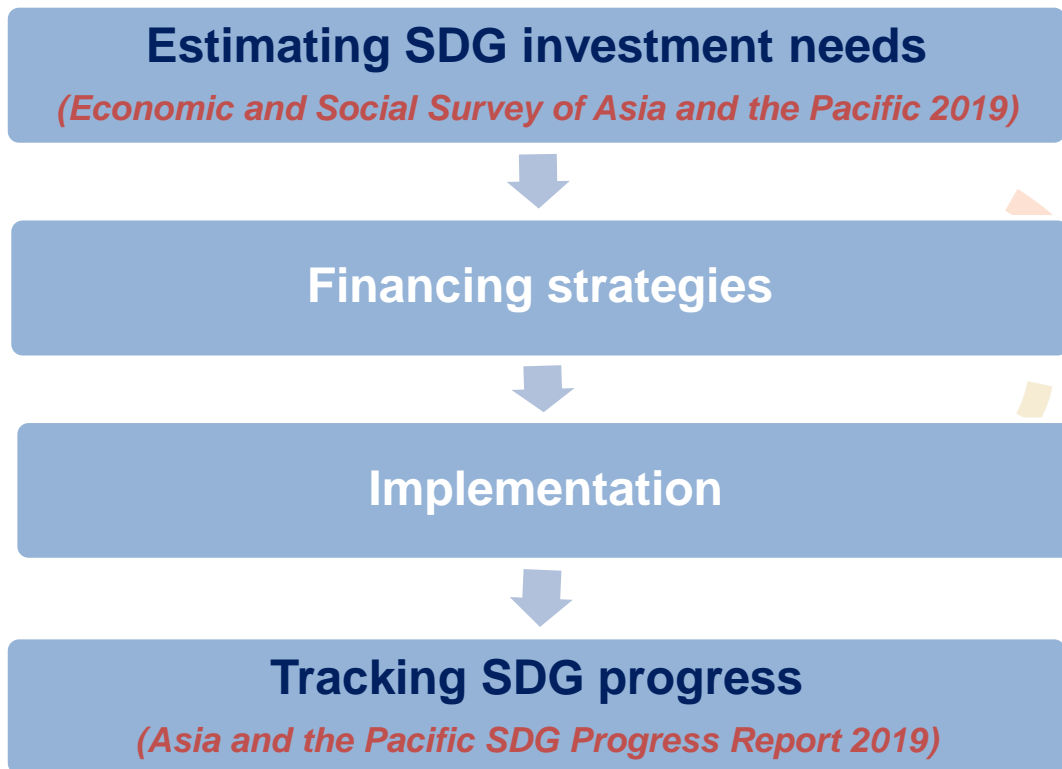 Estimating SDG investment needs
(Economic and Social Survey of Asia and the Pacific 2019)
Financing strategies
Implementation
Tracking SDG progress
(Asia and the Pacific SDG Progress Report 2019)